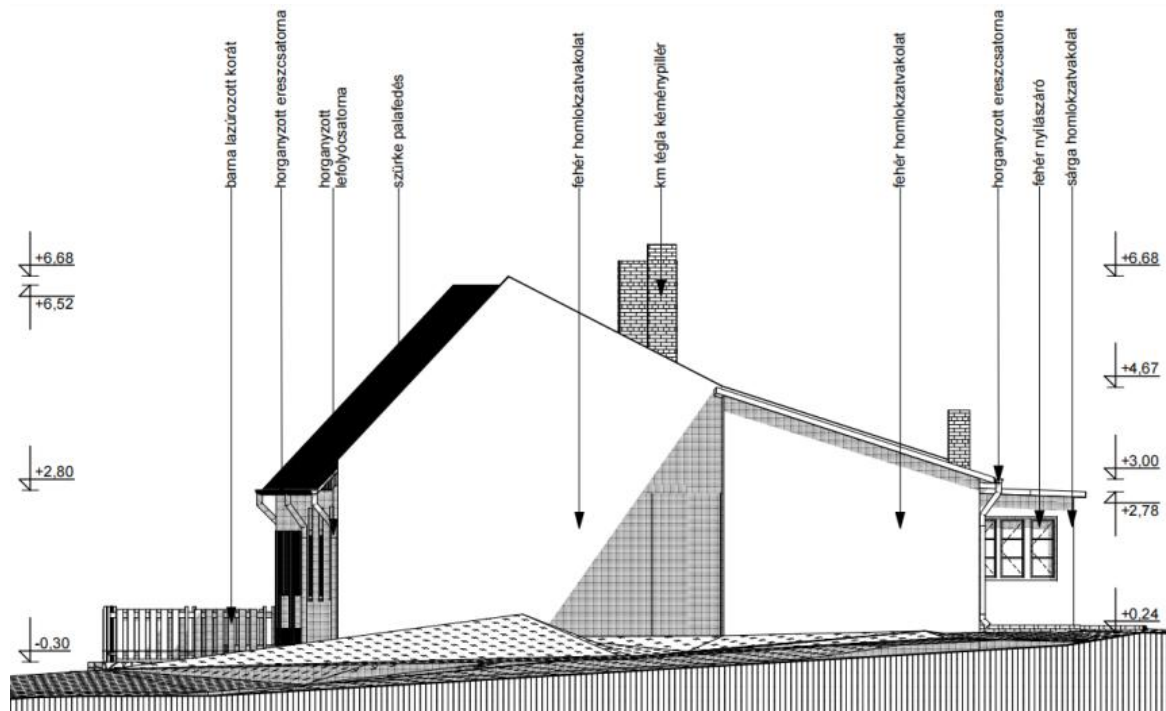 barna lazúrozott korát
horganyzott ereszcsatorna
horganyzott
lefolyócsatorna
szürke palafedés
fehér homlokzatvakolat
km tégla kéménypillér
fehér homlokzatvakolat
horganyzott ereszcsatorna
fehér nyílászáró
sárga homlokzatvakolat
+6,68
+6,52
+2,80
-0,30
+6,68
+4,67
+3,00
+2,78
+0,24